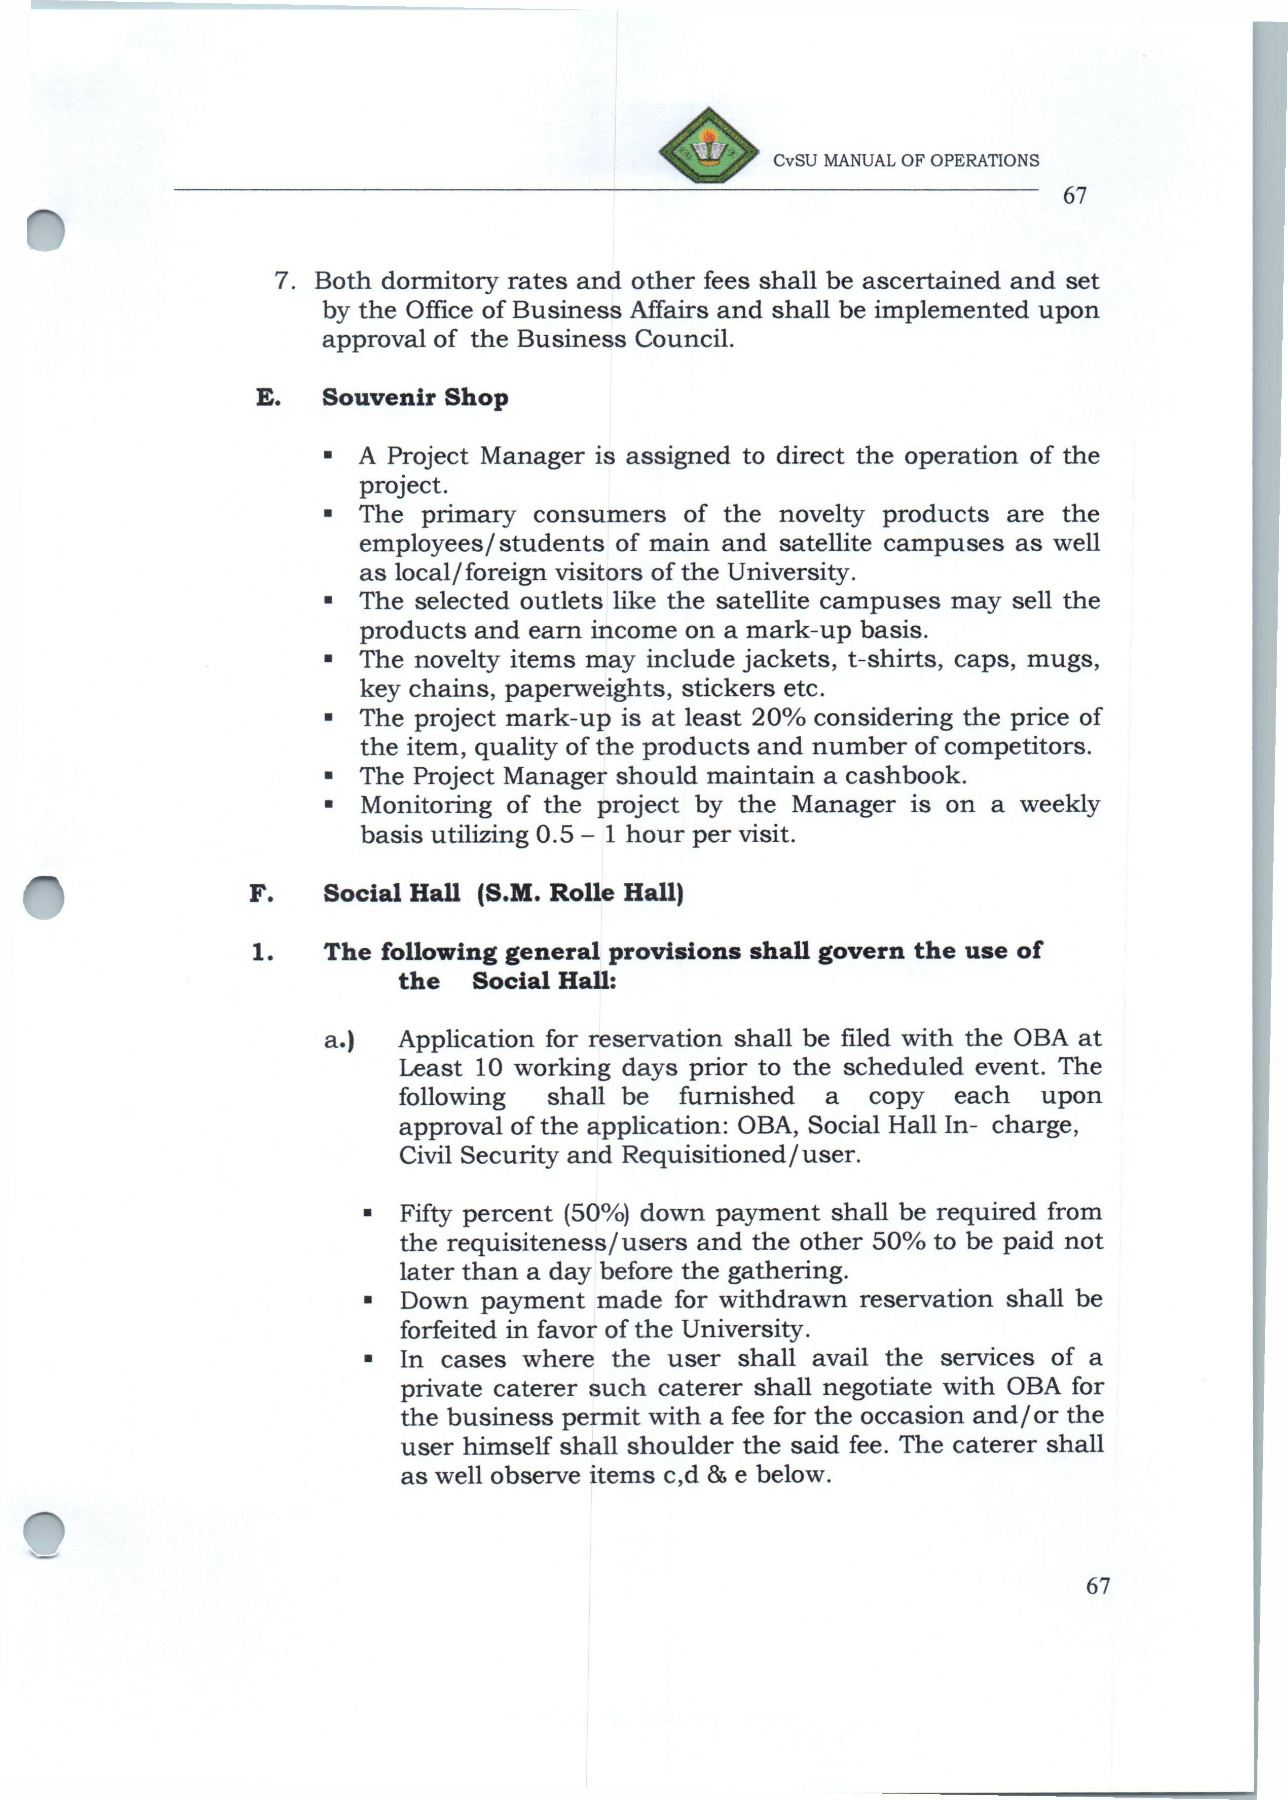 CvSU MANUAL OF OPERATIONS
67
7. Both dormitory rates and other fees shall be ascertained and set
by the Office of Business Affairs and shall be implemented upon
approval of the Business Council.
E. Souvenir Shop
▪ A Project Manager is assigned to direct the operation of the
project.
▪ The primary consumers of the novelty products are the
employees/students of main and satellite campuses as well
as local/foreign visitors of the University.
▪ The selected outlets like the satellite campuses may sell the
products and earn income on a mark-up basis.
▪ The novelty items may include jackets, t-shirts, caps, mugs,
key chains, paperweights, stickers etc.
▪ The project mark-up is at least 20% considering the price of
the item, quality of the products and number of competitors.
▪ The Project Manager should maintain a cashbook.
▪ Monitoring of the project by the Manager is on a weekly
basis utilizing 0.5 – 1 hour per visit.
F. Social Hall (S.M. Rolle Hall)
1. The following general provisions shall govern the use of
the Social Hall:
a.) Application for reservation shall be filed with the OBA at
Least 10 working days prior to the scheduled event. The
following shall be furnished a copy each upon
approval of the application: OBA, Social Hall In- charge,
Civil Security and Requisitioned/user.
▪ Fifty percent (50%) down payment shall be required from
the requisiteness/users and the other 50% to be paid not
later than a day before the gathering.
▪ Down payment made for withdrawn reservation shall be
forfeited in favor of the University.
▪ In cases where the user shall avail the services of a
private caterer such caterer shall negotiate with OBA for
the business permit with a fee for the occasion and/or the
user himself shall shoulder the said fee. The caterer shall
as well observe items c,d & e below.
67